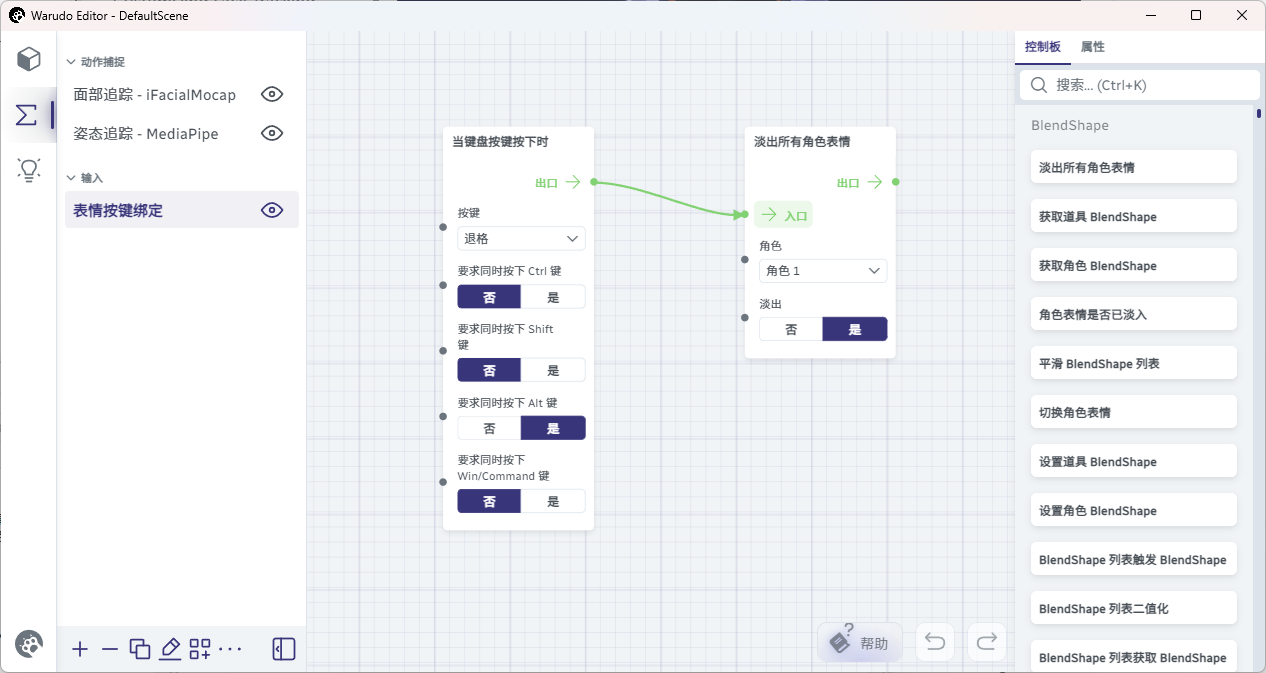 Warudo Editor - DefaultScene
动作捕捉
面部追踪 - iFacialMocap
姿态追踪 - MediaPipe
输入
表情按键绑定
当键盘按键按下时
出口
按键
退格
要求同时按下 Ctrl 键
否 是
要求同时按下 Shift
键
否 是
要求同时按下 Alt 键
否 是
要求同时按下
Win/Command 键
否 是
淡出所有角色表情
出口
入口
角色
角色 1
淡出
否 是
帮助
控制板 属性
搜索... (Ctrl+K)
BlendShape
淡出所有角色表情
获取道具 BlendShape
获取角色 BlendShape
角色表情是否已淡入
平滑 BlendShape 列表
切换角色表情
设置道具 BlendShape
设置角色 BlendShape
BlendShape 列表触发 BlendShape
BlendShape 列表二值化
BlendShape 列表获取 BlendShape